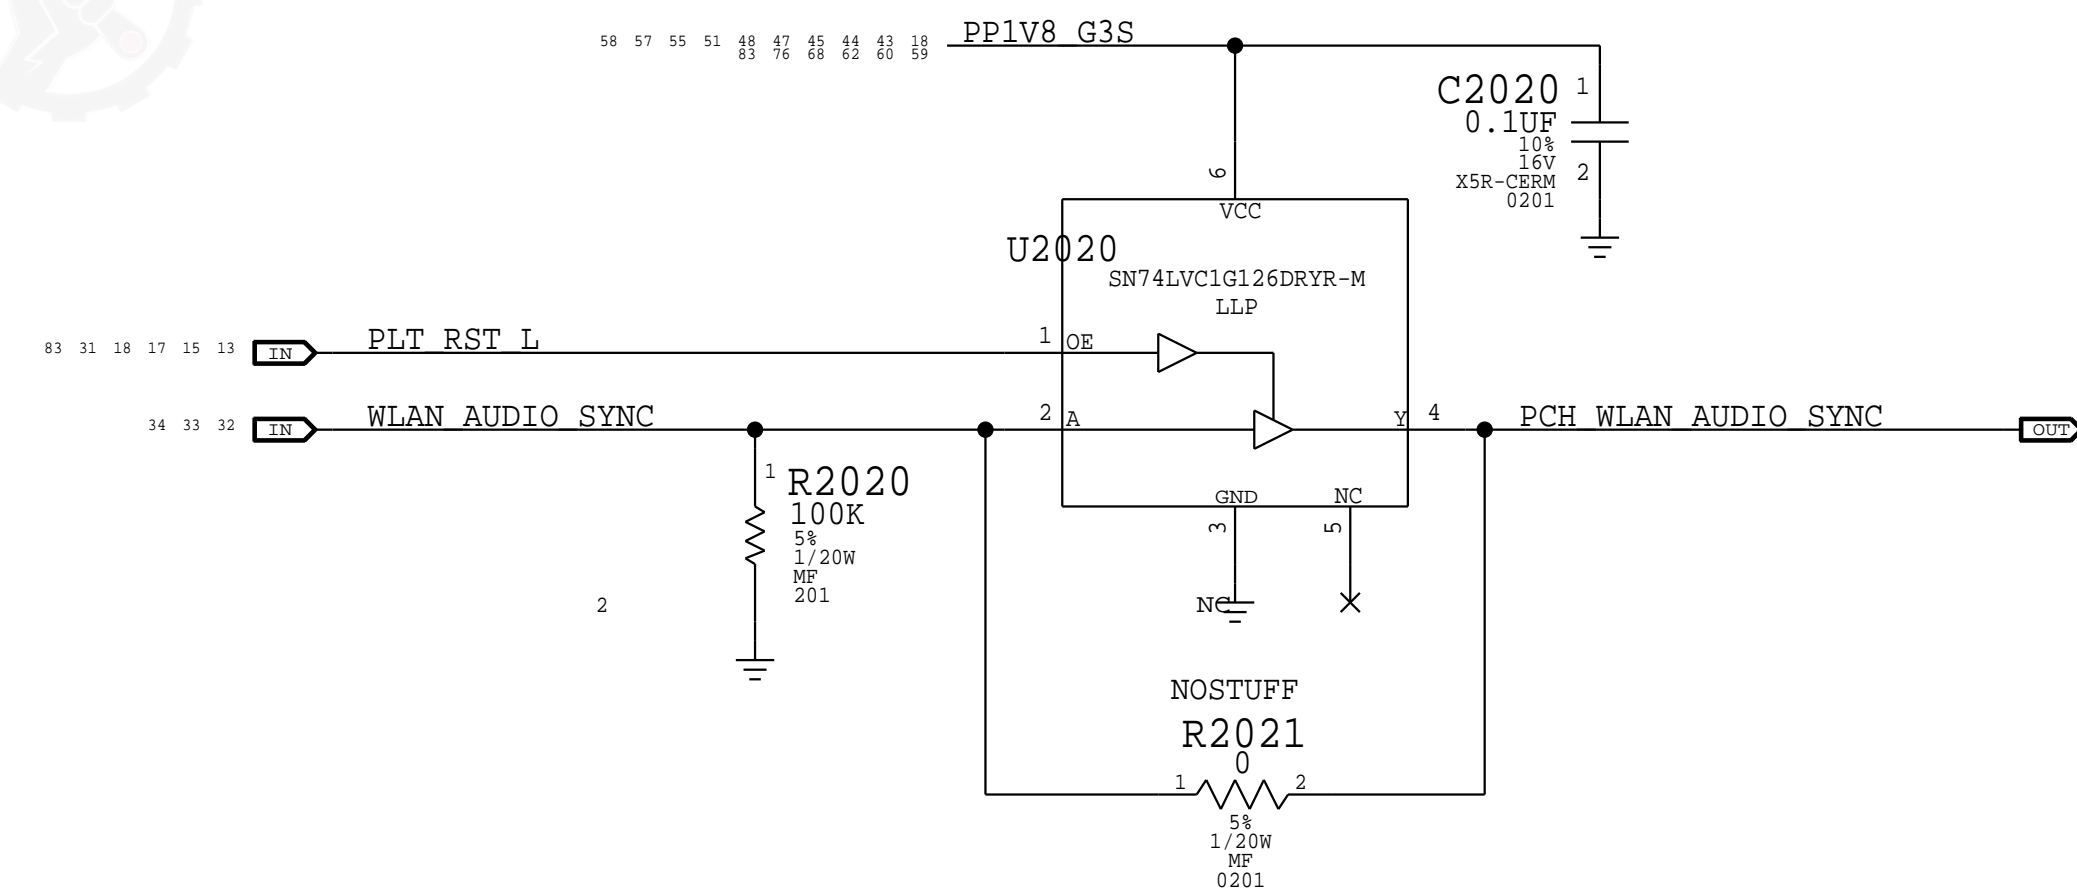 PP1V8_G3S
58 57 55 51 48 47 45 44 43 18
83 76 68 62 60 59
C2020
1
0.1UF
10%
16V
X5R-CERM
0201
2
6
VCC
U2020
SN74LVC1G126DRYR-M
LLP
83 31 18 17 15 13
IN
PLT_RST_L
1
OE
34 33 32
IN
WLAN_AUDIO_SYNC
2
A
Y
4
PCH_WLAN_AUDIO_SYNC
OUT
1
R2020
100K
5%
1/20W
MF
201
2
GND
NC
3
5
NC
NOSTUFF
R2021
0
1
2
5%
1/20W
MF
0201